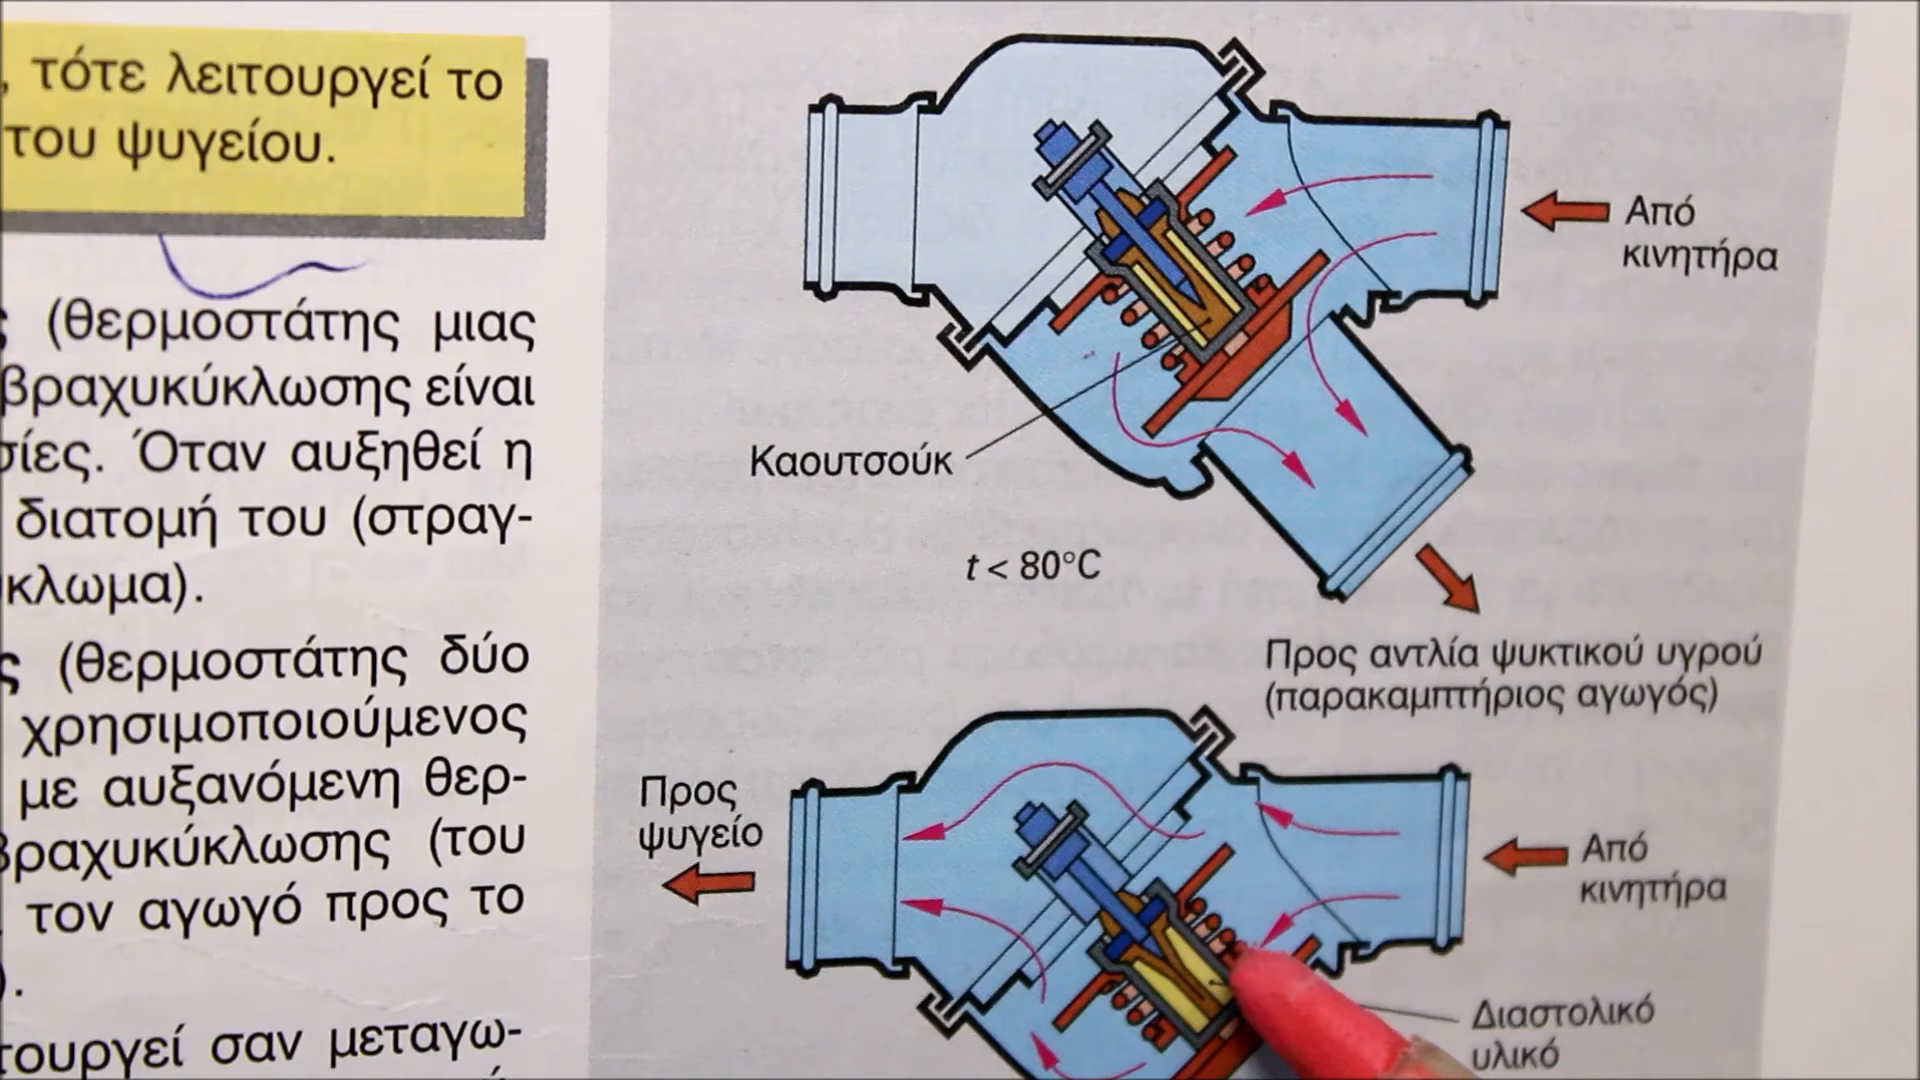 , τότε λειτουργεί το
του ψυγείου.
ς (θερμοστάτης μιας
βραχυκύκλωσης είναι
σίες. Όταν αυξηθεί η
διατομή του (στραγ-
κλωμα).
ς (θερμοστάτης δύο
χρησιμοποιούμενος
με αυξανόμενη θερ-
βραχυκύκλωσης (του
τον αγωγό προς το
).
τουργεί σαν μεταγω-
Από
κινητήρα
Καουτσούκ
t < 80°C
Προς αντλία ψυκτικού υγρού
(παρακαμπτήριος αγωγός)
Προς
ψυγείο
Από
κινητήρα
Διαστολικό
υλικό